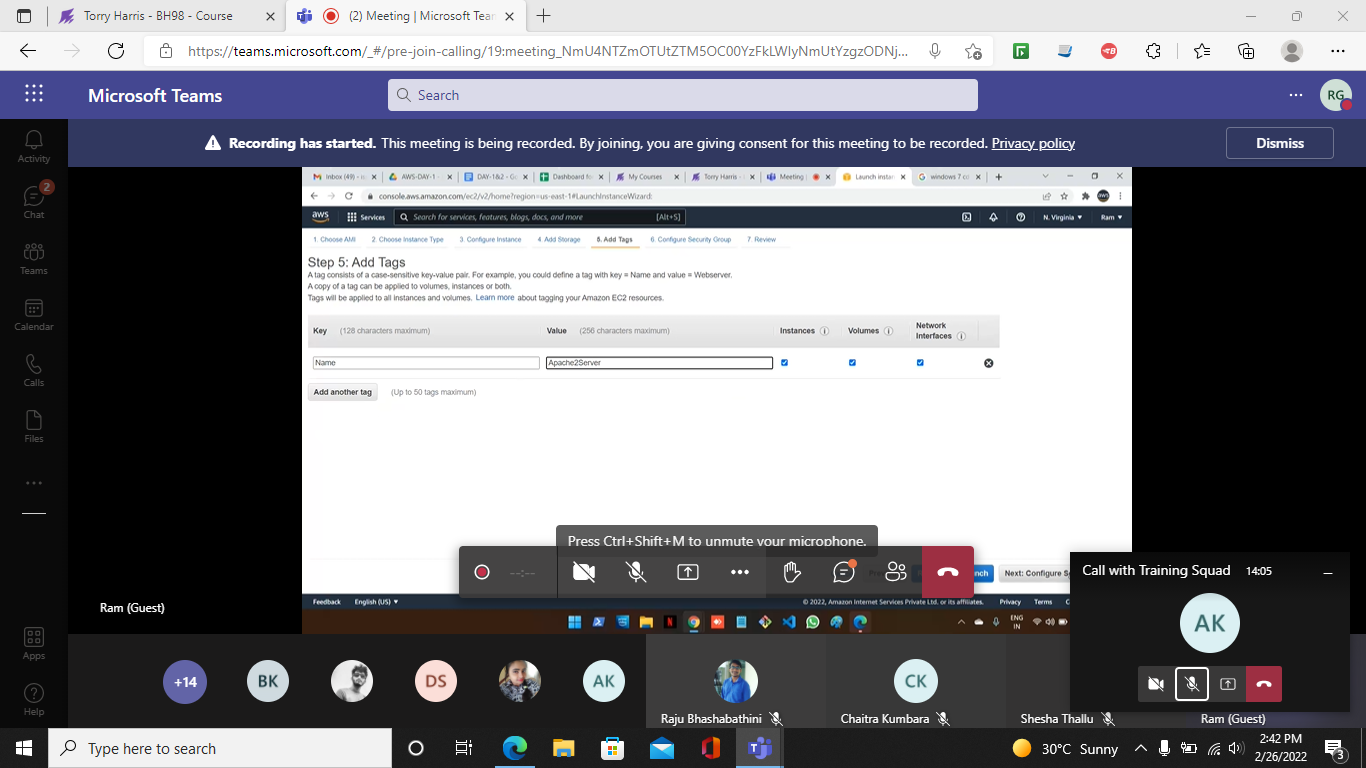 Torry Harris - BH98 - Course
(2) Meeting | Microsoft Tea
https://teams.microsoft.com/_#/pre-join-calling/19:meeting_NmU4NTZmOTUtZTM5OC00YzFkLWIyNmUtYzgzODNj...
Microsoft Teams
Search
RG
Recording has started. This meeting is being recorded. By joining, you are giving consent for this meeting to be recorded. Privacy policy
Dismiss
Activity
2
Chat
Teams
Calendar
Calls
Files
Apps
Help
Inbox (49) -
AWS-DAY-1 -
DAY-1&2 - Go
Dashboard fo
My Courses
Torry Harris -
Meeting
Launch instan
windows 7 cd
console.aws.amazon.com/ec2/v2/home?region=us-east-1#LaunchInstanceWizard:
aws
Services
Search for services, features, blogs, docs, and more
[Alt+S]
N. Virginia
Ram
1. Choose AMI
2. Choose Instance Type
3. Configure Instance
4. Add Storage
5. Add Tags
6. Configure Security Group
7. Review
Step 5: Add Tags
A tag consists of a case-sensitive key-value pair. For example, you could define a tag with key = Name and value = Webserver.
A copy of a tag can be applied to volumes, instances or both.
Tags will be applied to all instances and volumes. Learn more about tagging your Amazon EC2 resources.
Key (128 characters maximum)
Value (256 characters maximum)
Instances
Volumes
Network Interfaces
Name
Apache2Server
Add another tag
(Up to 50 tags maximum)
Press Ctrl+Shift+M to unmute your microphone.
--:--
Next: Configure S
Feedback
English (US)
© 2022, Amazon Internet Services Private Ltd. or its affiliates.
Privacy
Terms
ENG
IN
Ram (Guest)
Call with Training Squad
14:05
AK
+14
BK
DS
AK
Raju Bhashabathini
CK
Chaitra Kumbara
Shesha Thallu
Ram (Guest)
Type here to search
30°C Sunny
2:42 PM
2/26/2022
3